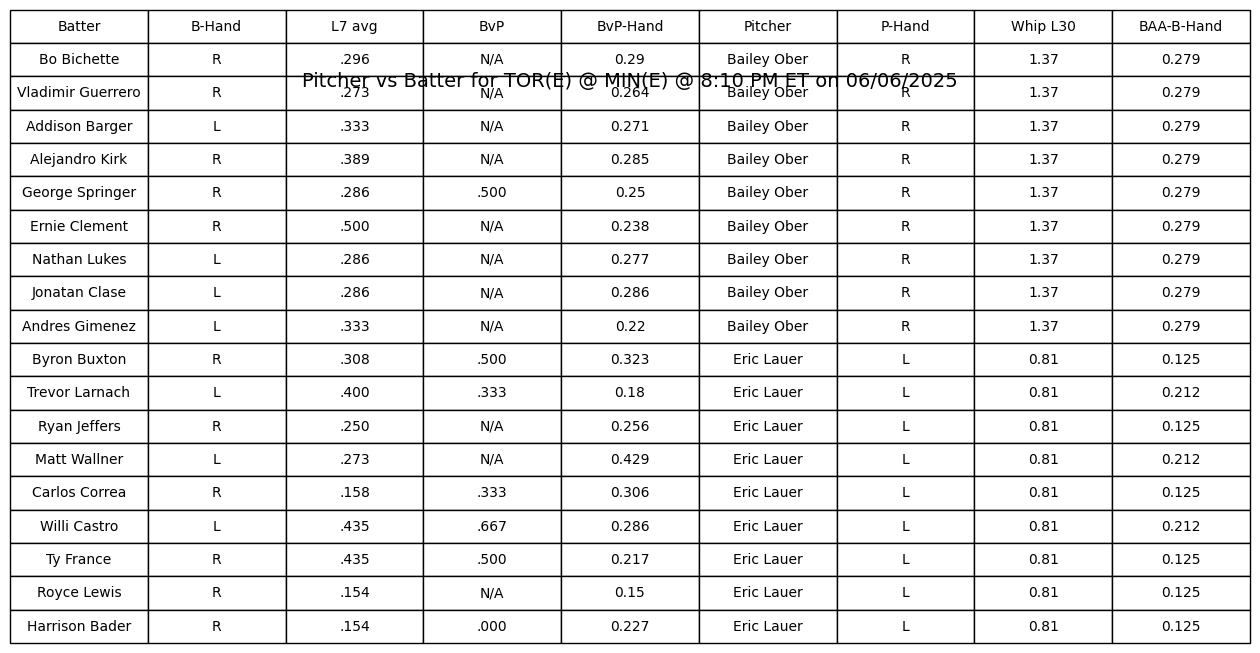 Batter B-Hand L7 avg BvP BvP-Hand Pitcher P-Hand Whip L30 BAA-B-Hand
Bo Bichette R .296 N/A 0.29 Bailey Ober R 1.37 0.279
Pitcher vs Batter for TOR(E) @ MIN(E) @ 8:10 PM ET on 06/06/2025
Vladimir Guerrero R .273 N/A 0.264 Bailey Ober R 1.37 0.279
Addison Barger L .333 N/A 0.271 Bailey Ober R 1.37 0.279
Alejandro Kirk R .389 N/A 0.285 Bailey Ober R 1.37 0.279
George Springer R .286 .500 0.25 Bailey Ober R 1.37 0.279
Ernie Clement R .500 N/A 0.238 Bailey Ober R 1.37 0.279
Nathan Lukes L .286 N/A 0.277 Bailey Ober R 1.37 0.279
Jonatan Clase L .286 N/A 0.286 Bailey Ober R 1.37 0.279
Andres Gimenez L .333 N/A 0.22 Bailey Ober R 1.37 0.279
Byron Buxton R .308 .500 0.323 Eric Lauer L 0.81 0.125
Trevor Larnach L .400 .333 0.18 Eric Lauer L 0.81 0.212
Ryan Jeffers R .250 N/A 0.256 Eric Lauer L 0.81 0.125
Matt Wallner L .273 N/A 0.429 Eric Lauer L 0.81 0.212
Carlos Correa R .158 .333 0.306 Eric Lauer L 0.81 0.125
Willi Castro L .435 .667 0.286 Eric Lauer L 0.81 0.212
Ty France R .435 .500 0.217 Eric Lauer L 0.81 0.125
Royce Lewis R .154 N/A 0.15 Eric Lauer L 0.81 0.125
Harrison Bader R .154 .000 0.227 Eric Lauer L 0.81 0.125